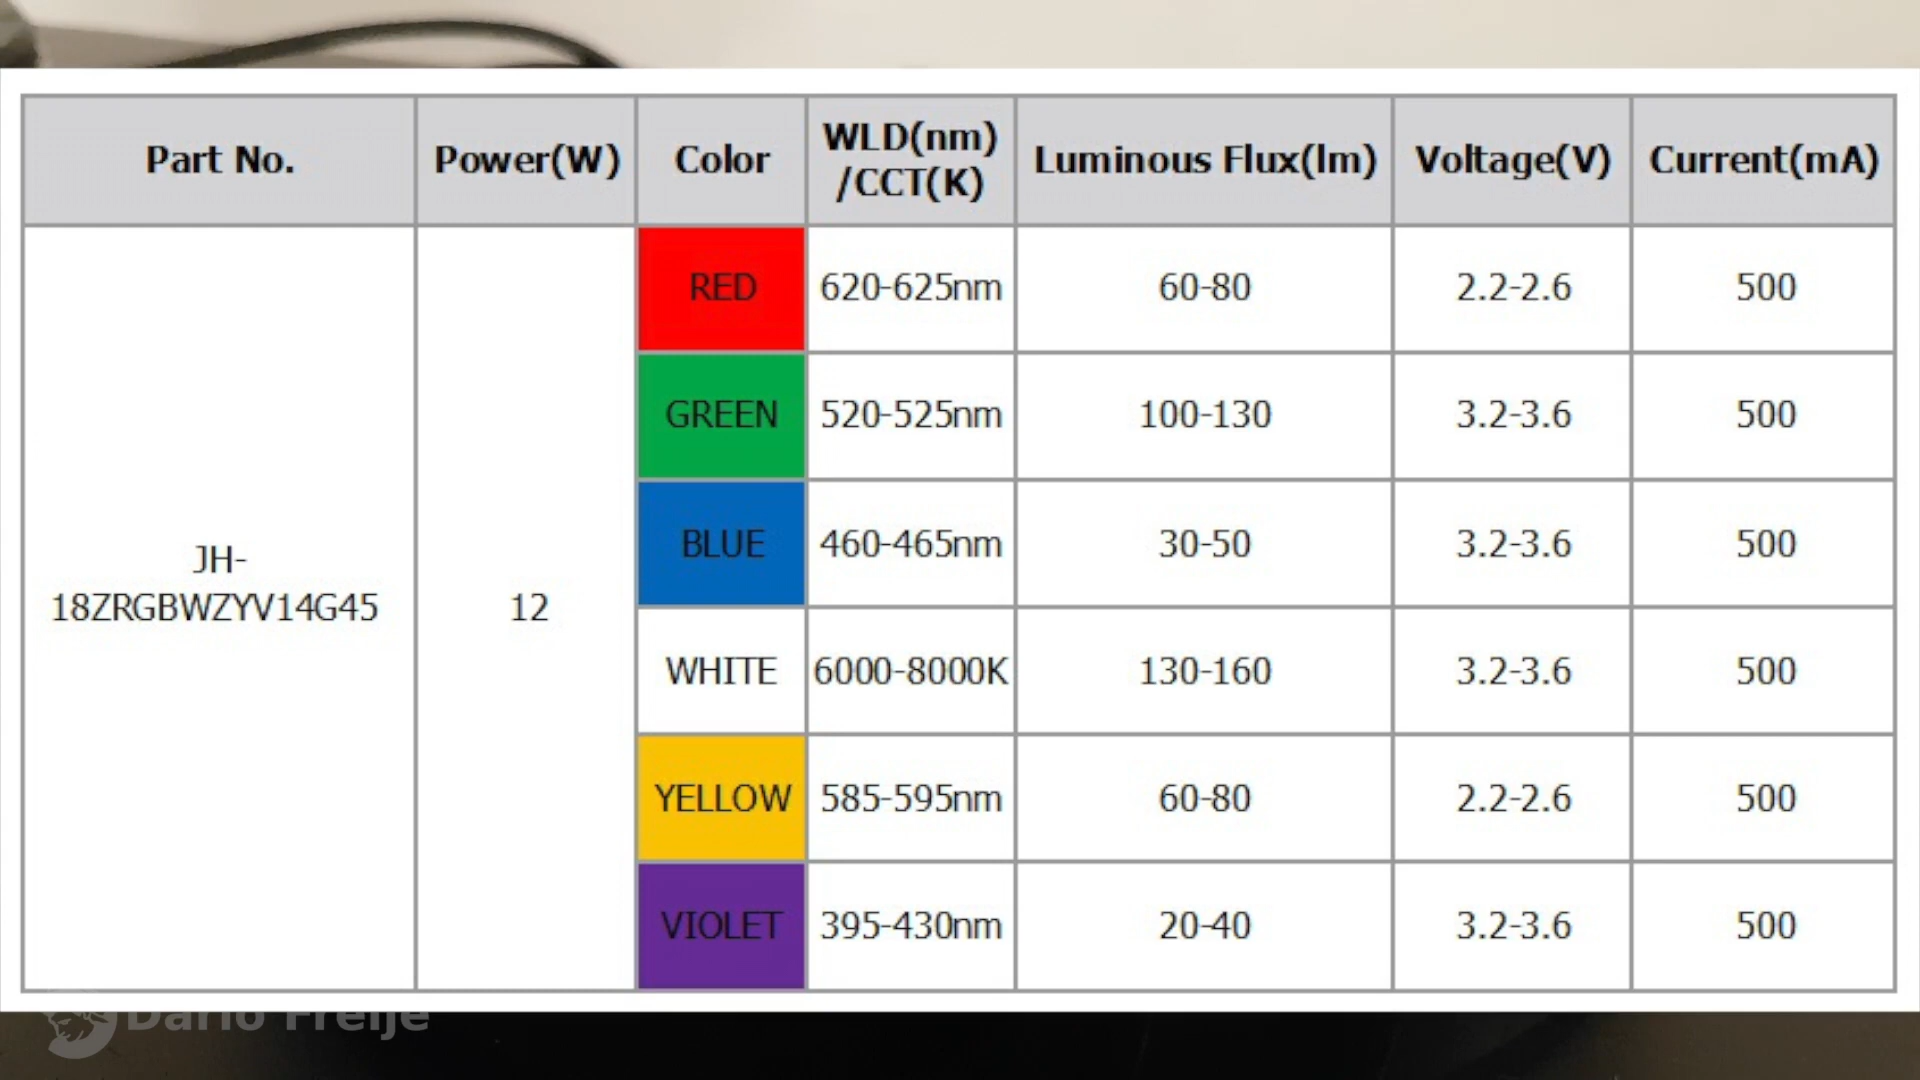 Part No. Power(W) Color WLD(nm) /CCT(K) Luminous Flux(lm) Voltage(V) Current(mA)
JH-
18ZRGBWZYV14G45
12
RED 620-625nm 60-80 2.2-2.6 500
GREEN 520-525nm 100-130 3.2-3.6 500
BLUE 460-465nm 30-50 3.2-3.6 500
WHITE 6000-8000K 130-160 3.2-3.6 500
YELLOW 585-595nm 60-80 2.2-2.6 500
VIOLET 395-430nm 20-40 3.2-3.6 500
Dario Freije